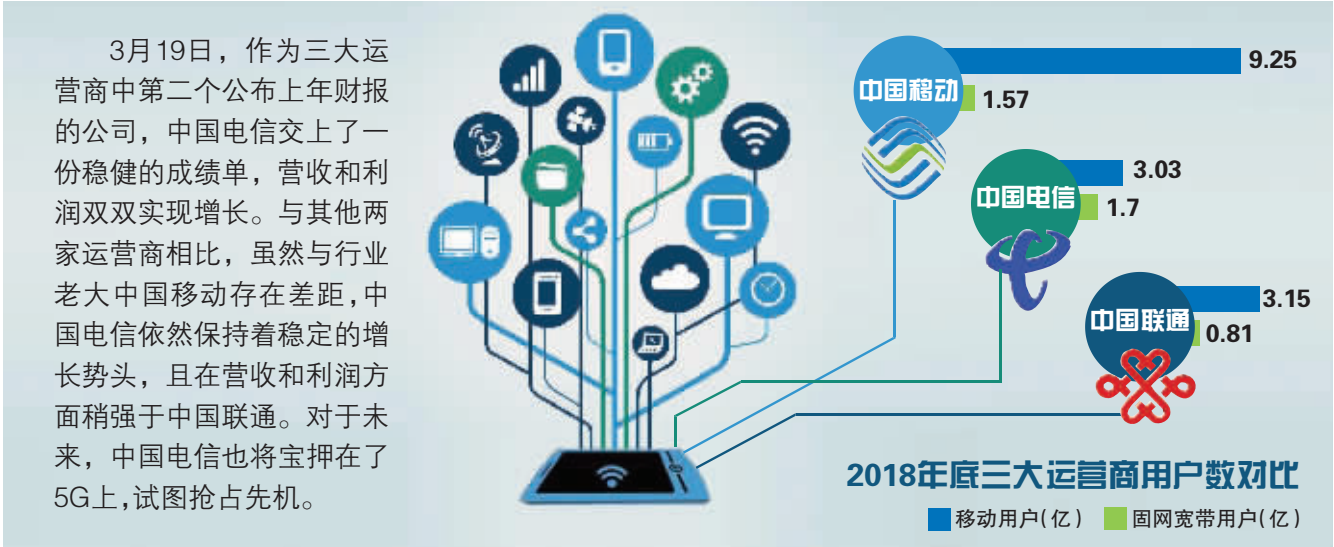 3月19日，作为三大运
营商中第二个公布上年财报
的公司，中国电信交上了一
份稳健的成绩单，营收和利
润双双实现增长。与其他两
家运营商相比，虽然与行业
老大中国移动存在差距，中
国电信依然保持着稳定的增
长势头，且在营收和利润方
面稍强于中国联通。对于未
来，中国电信也将宝押在了
5G上，试图抢占先机。
中国移动
9.25
1.57
中国电信
3.03
1.7
中国联通
3.15
0.81
2018年底三大运营商用户数对比
移动用户（亿） 固网宽带用户（亿）